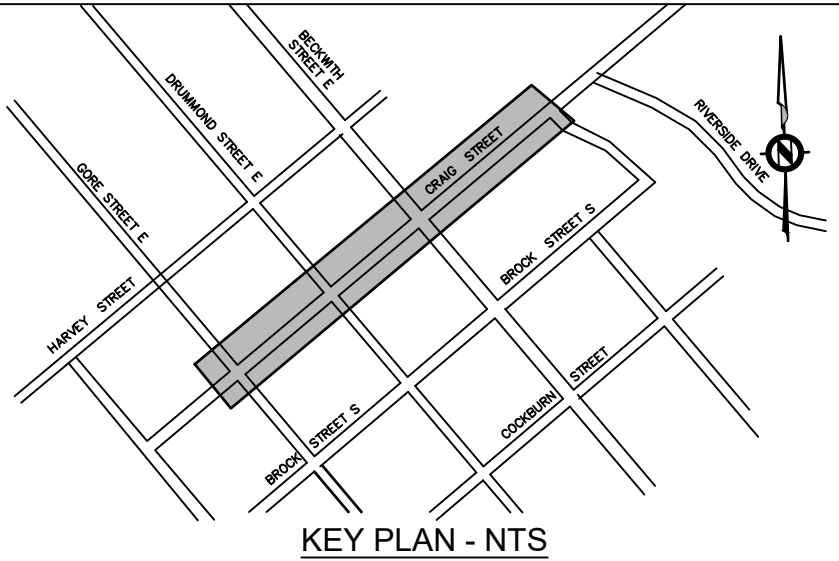 BECKWITH
STREET E
DRUMMOND STREET E
GORE STREET E
CRAIG STREET
RIVERSIDE DRIVE
N
HARVEY STREET
BROCK STREET S
BROCK STREET S
COCKBURN STREET
KEY PLAN - NTS